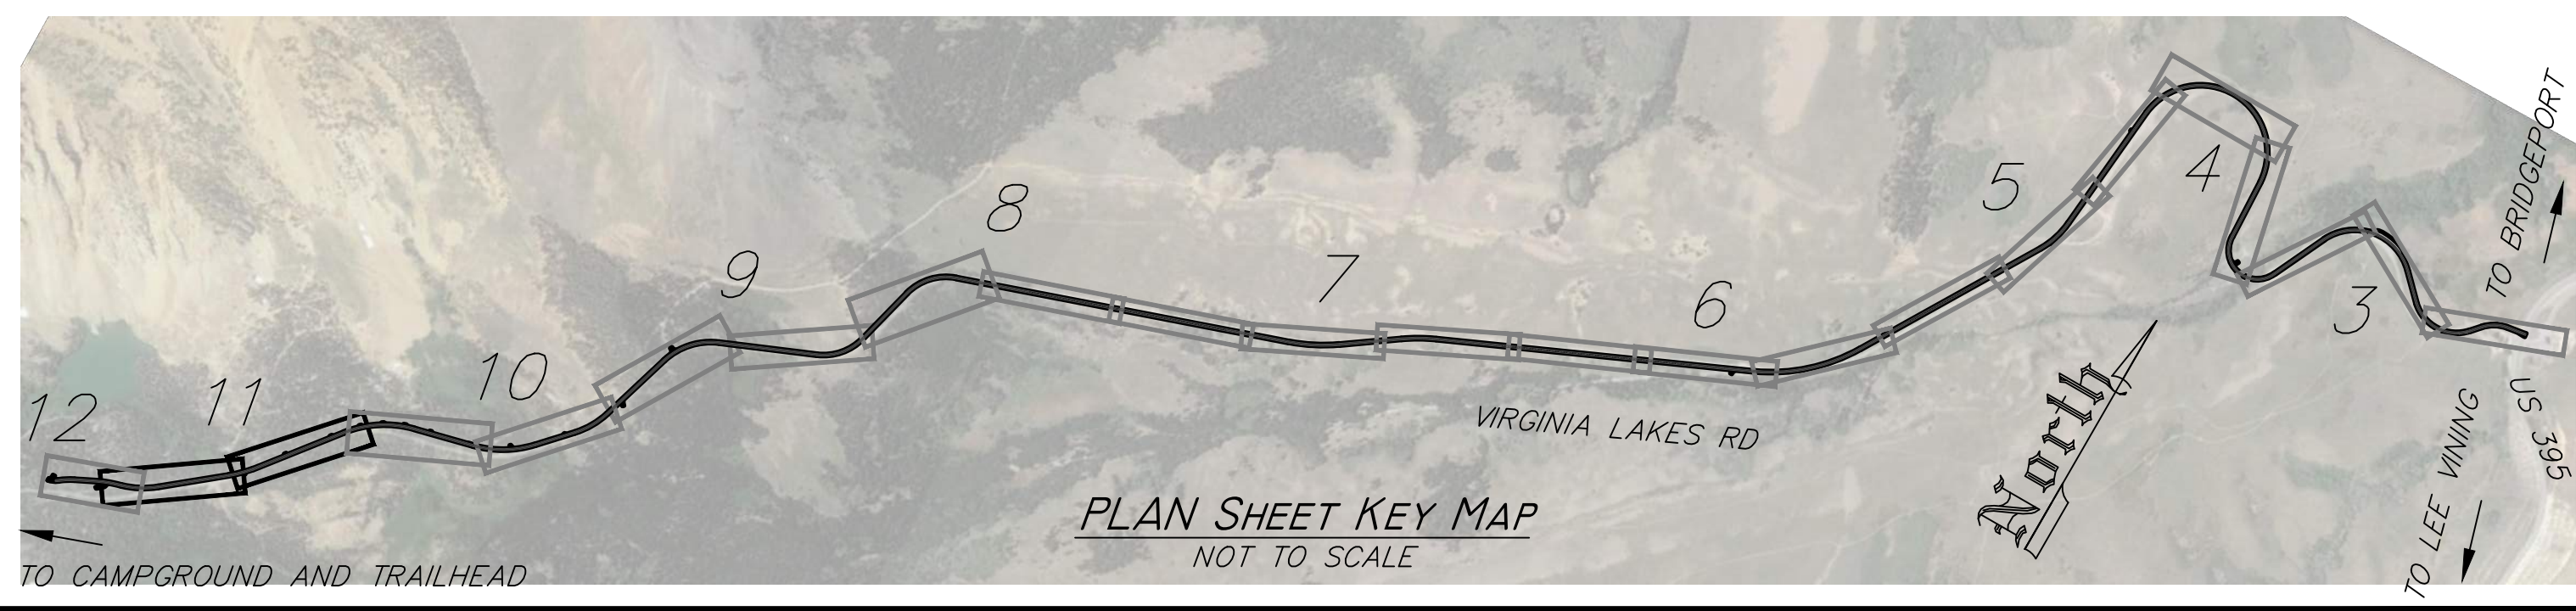 TO BRIDGEPORT
8
5
4
9
7
6
3
10
11
12
VIRGINIA LAKES RD
North
US 395
TO LEE VINING
PLAN SHEET KEY MAP
NOT TO SCALE
TO CAMPGROUND AND TRAILHEAD